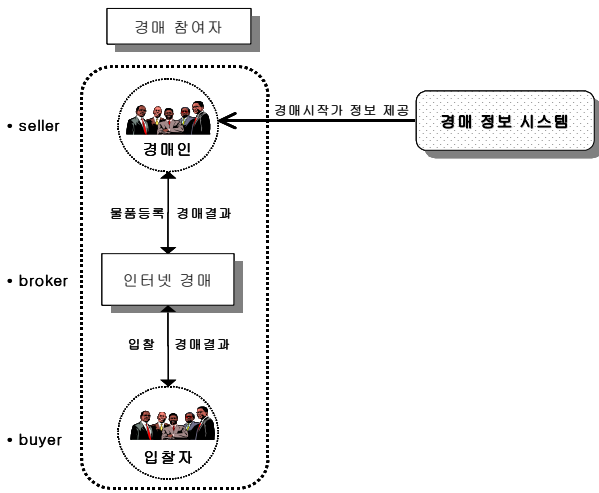 경매 참여자
경매시작가 정보 제공
경매 정보 시스템
• seller
경매인
물품등록 경매결과
• broker
인터넷 경매
입찰 경매결과
• buyer
입찰자